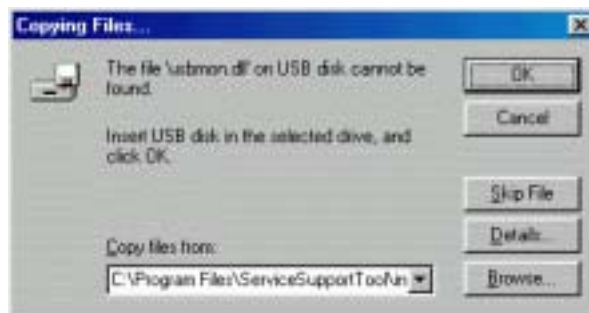 Copying Files...
The file '\usbmon.dll' on USB disk cannot be
found.
Insert USB disk in the selected drive, and
click OK.
Copy files from:
C:\Program Files\ServiceSupportTool\in
OK
Cancel
Skip File
Details...
Browse...